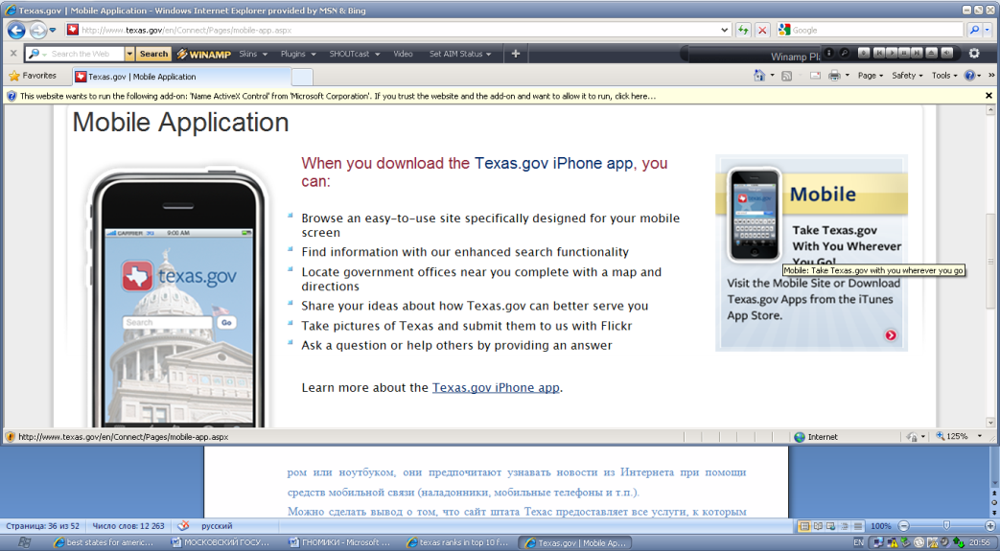 Texas.gov | Mobile Application - Windows Internet Explorer provided by MSN & Bing
http://www.texas.gov/en/Connect/Pages/mobile-app.aspx
Google
Search the Web
Search
WINAMP
Skins
Plugins
SHOUTcast
Video
Set AIM Status
Winamp Pl
Favorites
Texas.gov | Mobile Application
Page
Safety
Tools
This website wants to run the following add-on: 'Name ActiveX Control' from 'Microsoft Corporation'. If you trust the website and the add-on and want to allow it to run, click here...
Mobile Application
When you download the Texas.gov iPhone app, you
can:
Browse an easy-to-use site specifically designed for your mobile
screen
Find information with our enhanced search functionality
Locate government offices near you complete with a map and
directions
Share your ideas about how Texas.gov can better serve you
Take pictures of Texas and submit them to us with Flickr
Ask a question or help others by providing an answer
Learn more about the Texas.gov iPhone app.
CARRIER 3G 9:00 AM
texas.gov
Search
Go
Mobile
Take Texas.gov
With You Wherever
You Go!
Mobile: Take Texas.gov with you wherever you go
Visit the Mobile Site or Download
Texas.gov Apps from the iTunes
App Store.
http://www.texas.gov/en/Connect/Pages/mobile-app.aspx
Internet
125%
ром или ноутбуком, они предпочитают узнавать новости из Интернета при помощи
средств мобильной связи (наладонники, мобильные телефоны и т.п.).
Можно сделать вывод о том, что сайт штата Техас предоставляет все услуги, к которым
Страница: 36 из 52
Число слов: 12 263
русский
100%
best states for americ...
МОСКОВСКИЙ ГОСУ...
ГНОМИКИ - Microsoft ...
texas ranks in top 10 f...
Texas.gov | Mobile Ap...
EN
20:56